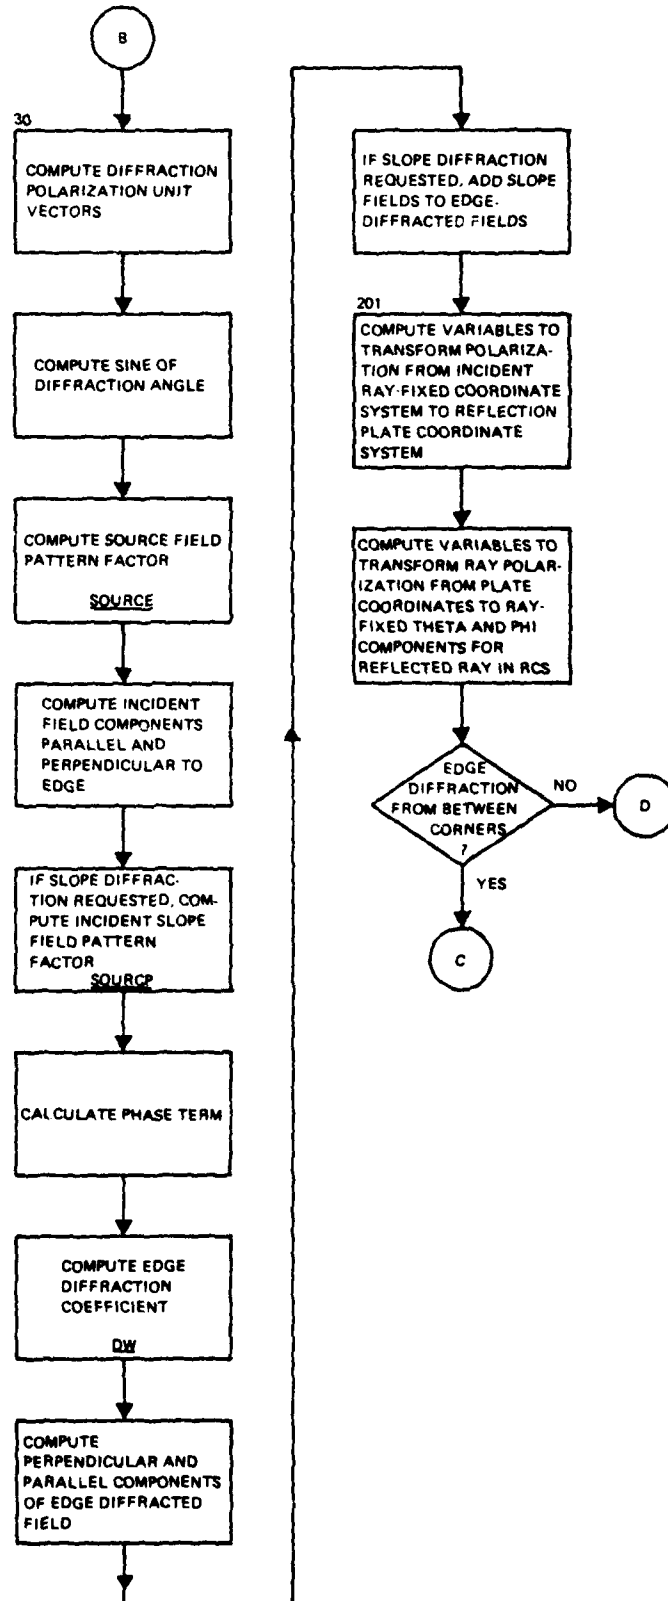 B
30
COMPUTE DIFFRACTION
POLARIZATION UNIT
VECTORS
COMPUTE SINE OF
DIFFRACTION ANGLE
COMPUTE SOURCE FIELD
PATTERN FACTOR
SOURCE
COMPUTE INCIDENT
FIELD COMPONENTS
PARALLEL AND
PERPENDICULAR TO
EDGE
IF SLOPE DIFFRAC-
TION REQUESTED, COM-
PUTE INCIDENT SLOPE
FIELD PATTERN
FACTOR
SOURCP
CALCULATE PHASE TERM
COMPUTE EDGE
DIFFRACTION
COEFFICIENT
DW
COMPUTE
PERPENDICULAR AND
PARALLEL COMPONENTS
OF EDGE DIFFRACTED
FIELD
IF SLOPE DIFFRACTION
REQUESTED, ADD SLOPE
FIELDS TO EDGE-
DIFFRACTED FIELDS
201
COMPUTE VARIABLES TO
TRANSFORM POLARIZA-
TION FROM INCIDENT
RAY-FIXED COORDINATE
SYSTEM TO REFLECTION
PLATE COORDINATE
SYSTEM
COMPUTE VARIABLES TO
TRANSFORM RAY POLAR-
IZATION FROM PLATE
COORDINATES TO RAY-
FIXED THETA AND PHI
COMPONENTS FOR
REFLECTED RAY IN RCS
EDGE
DIFFRACTION
FROM BETWEEN
CORNERS
?
NO
D
YES
C